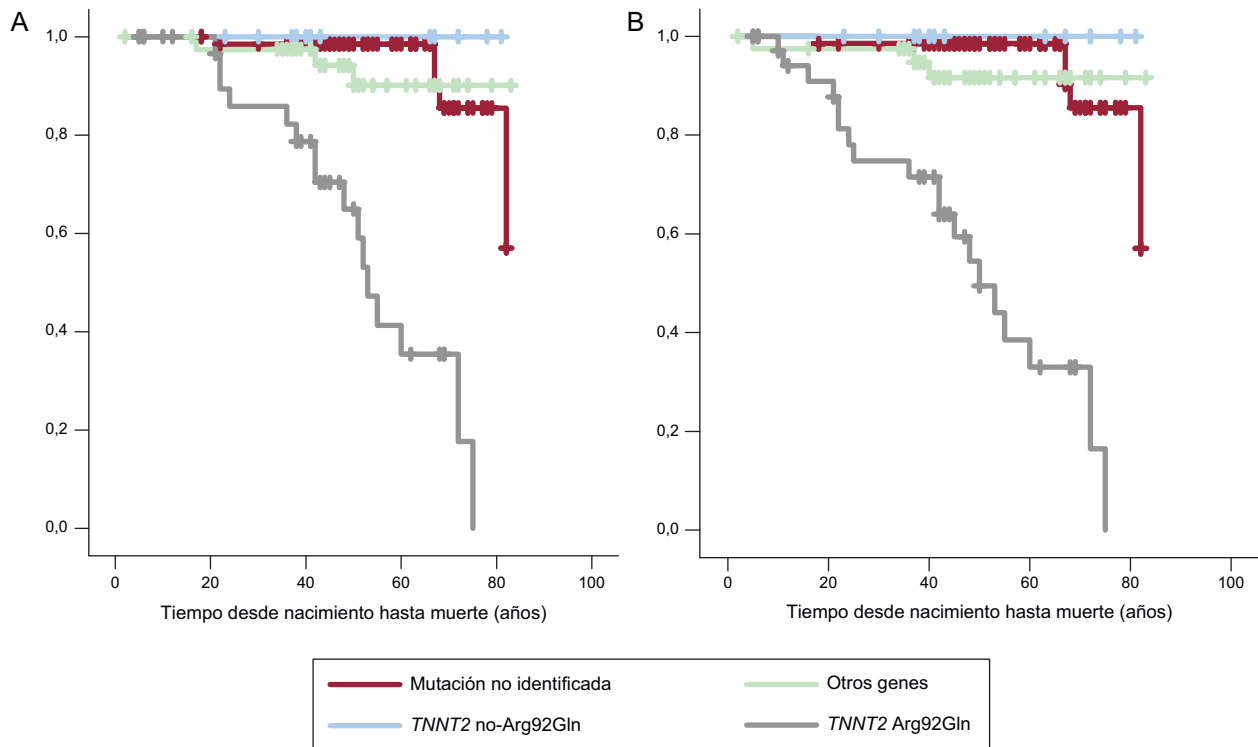 A
B
1,0
0,8
0,6
0,4
0,2
0,0
0 20 40 60 80 100
Tiempo desde nacimiento hasta muerte (años)
1,0
0,8
0,6
0,4
0,2
0,0
0 20 40 60 80 100
Tiempo desde nacimiento hasta muerte (años)
Mutación no identificada
Otros genes
TNNT2 no-Arg92Gln
TNNT2 Arg92Gln